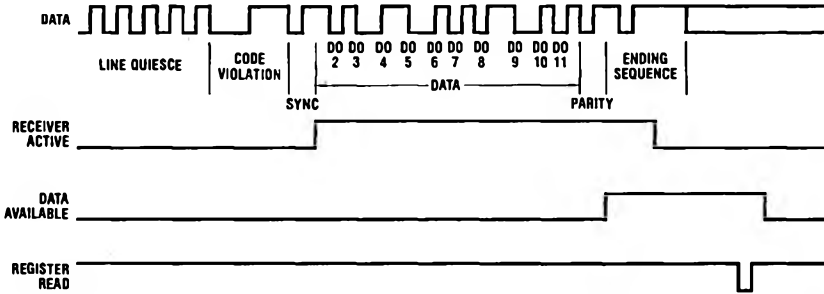 DATA
LINE QUIESCE
CODE VIOLATION
SYNC
DO 2
DO 3
DO 4
DO 5
DO 6
DO 7
DO 8
DO 9
DO 10
DO 11
DATA
PARITY
ENDING SEQUENCE
RECEIVER ACTIVE
DATA AVAILABLE
REGISTER READ